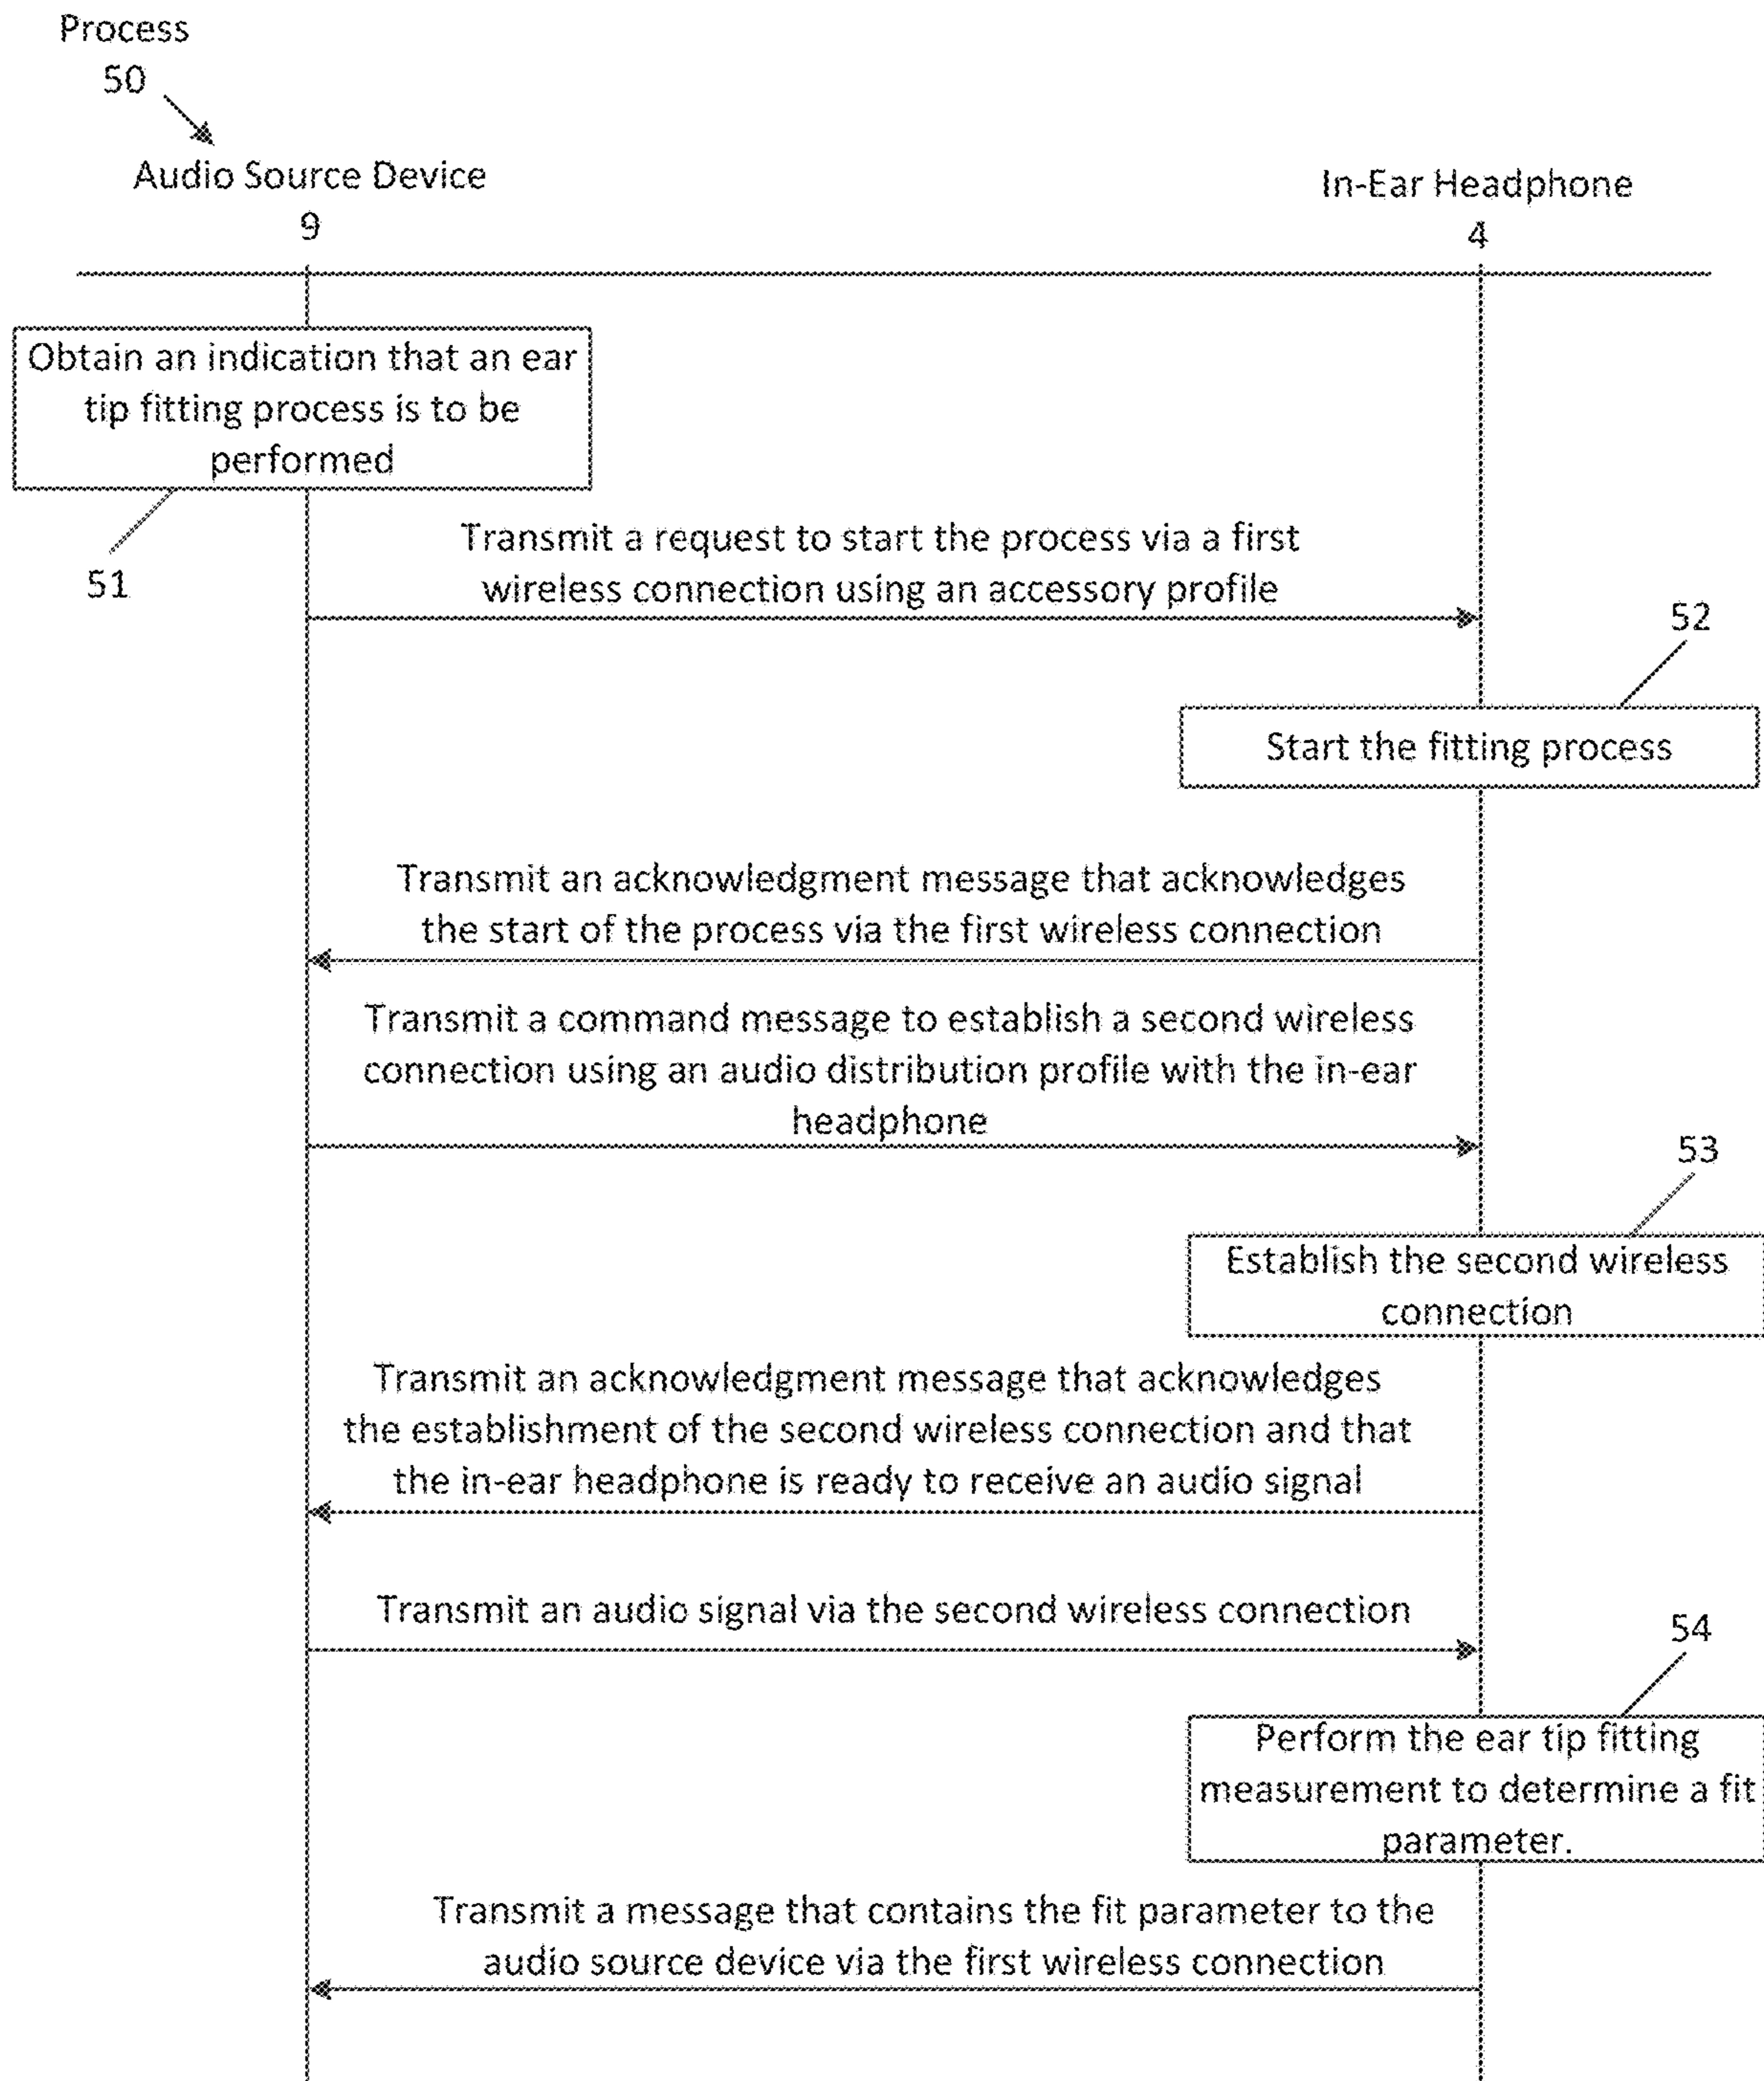 Process
50
Audio Source Device
9
In-Ear Headphone
4
Obtain an indication that an ear
tip fitting process is to be
performed
51
Transmit a request to start the process via a first
wireless connection using an accessory profile
52
Start the fitting process
Transmit an acknowledgment message that acknowledges
the start of the process via the first wireless connection
Transmit a command message to establish a second wireless
connection using an audio distribution profile with the in-ear
headphone
53
Establish the second wireless
connection
Transmit an acknowledgment message that acknowledges
the establishment of the second wireless connection and that
the in-ear headphone is ready to receive an audio signal
Transmit an audio signal via the second wireless connection
54
Perform the ear tip fitting
measurement to determine a fit
parameter.
Transmit a message that contains the fit parameter to the
audio source device via the first wireless connection